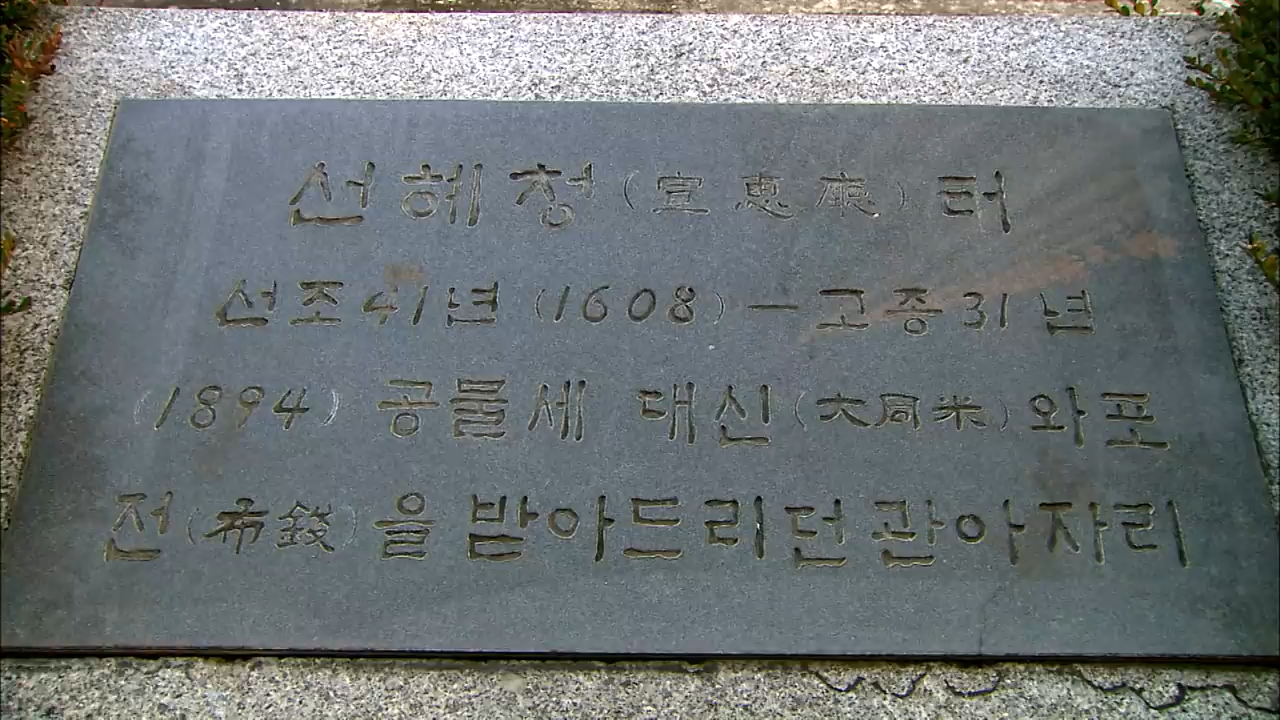 선혜청(宣惠廳)터
선조41년(1608)-고종31년
(1894) 공물세 대신(大同米)와포
전(布錢)을받아드리던관아자리